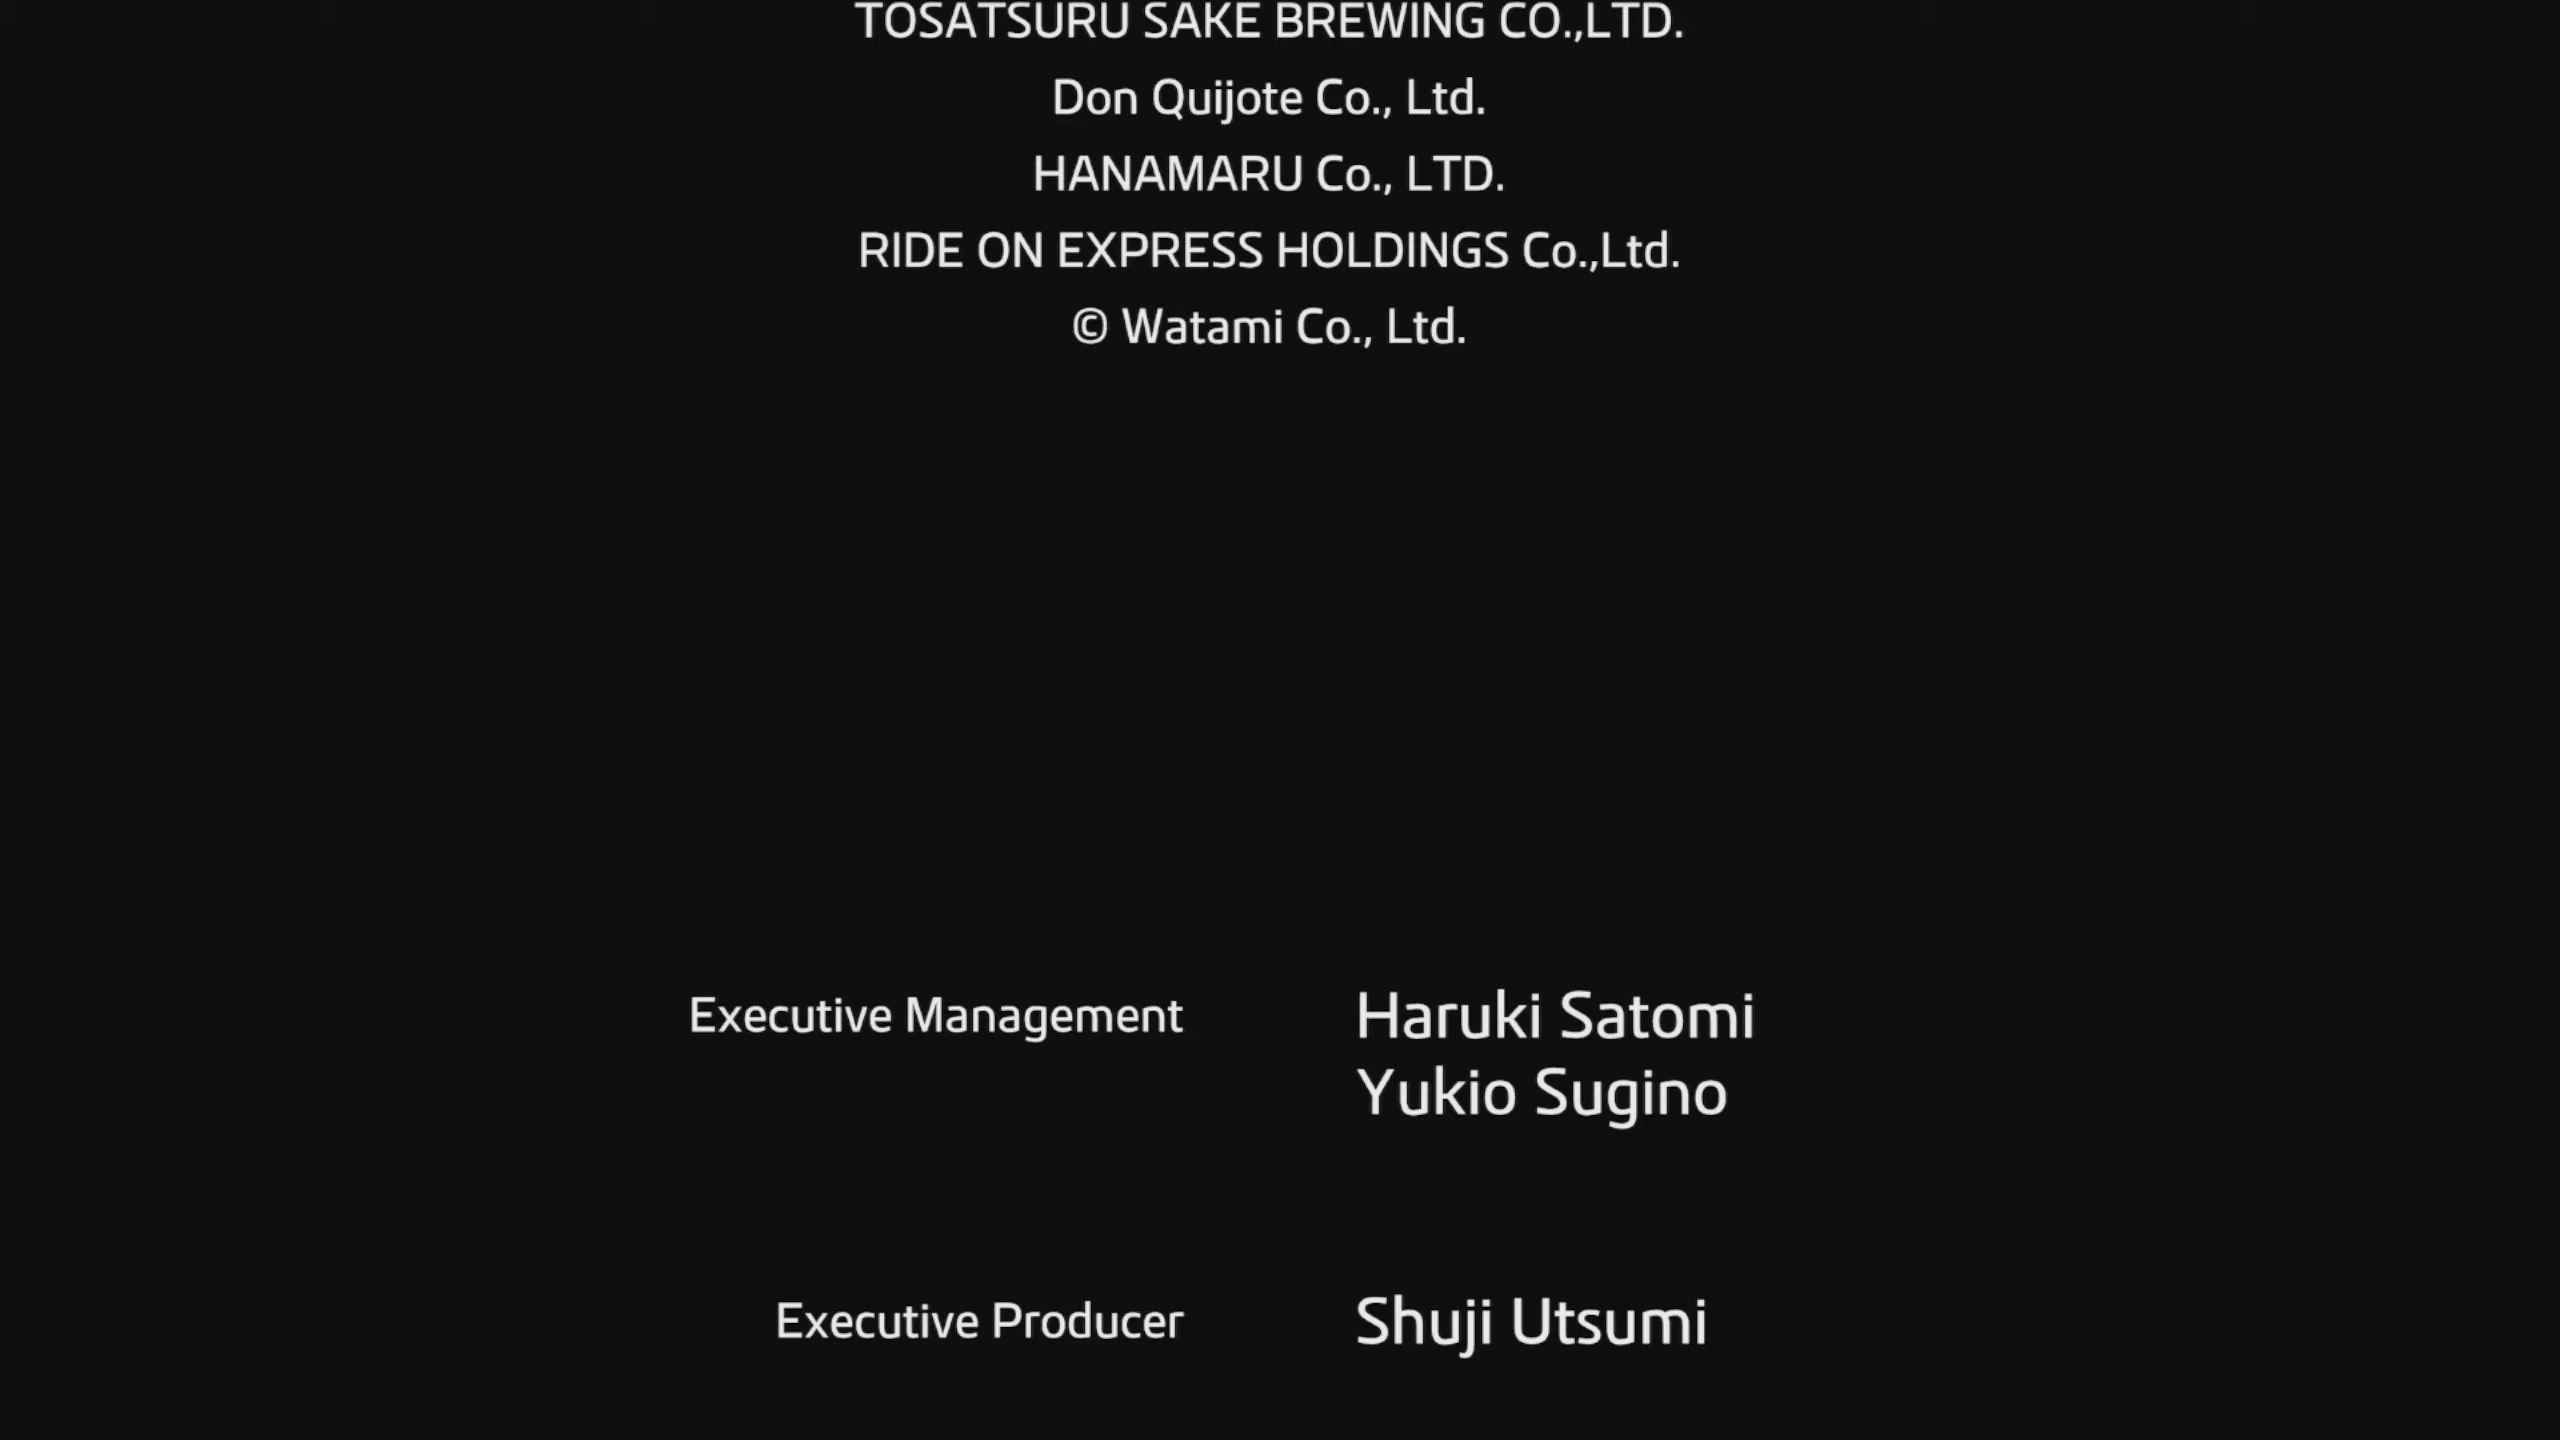 TOSATSURU SAKE BREWING CO.,LTD.
Don Quijote Co., Ltd.
HANAMARU Co., LTD.
RIDE ON EXPRESS HOLDINGS Co.,Ltd.
© Watami Co., Ltd.
Executive Management Haruki Satomi
Yukio Sugino
Executive Producer Shuji Utsumi